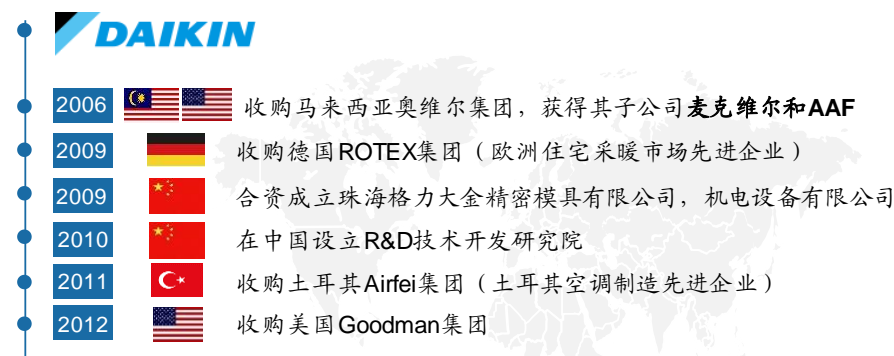 DAIKIN
2006 收购马来西亚奥维尔集团，获得其子公司麦克维尔和AAF
2009 收购德国ROTEX集团（欧洲住宅采暖市场先进企业）
2009 合资成立珠海格力大金精密模具有限公司，机电设备有限公司
2010 在中国设立R&D技术开发研究院
2011 收购土耳其Airfei集团（土耳其空调制造先进企业）
2012 收购美国Goodman集团